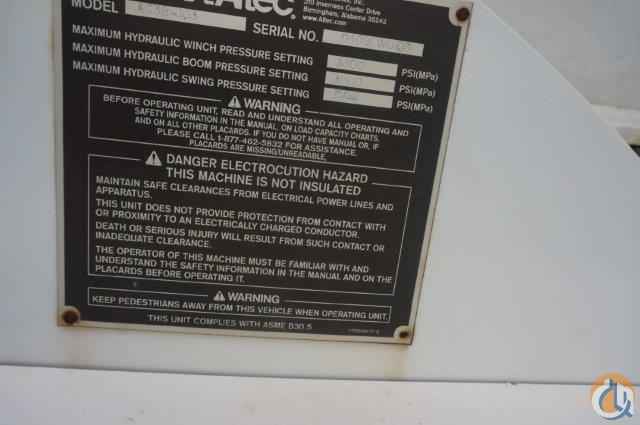 Altec
210 Inverness Center Drive
Birmingham, Alabama 35242
www.Altec.com
MODEL
SERIAL NO.
MAXIMUM HYDRAULIC WINCH PRESSURE SETTING PSI(MPa)
MAXIMUM HYDRAULIC BOOM PRESSURE SETTING PSI(MPa)
MAXIMUM HYDRAULIC SWING PRESSURE SETTING PSI(MPa)
WARNING
BEFORE OPERATING UNIT, READ AND UNDERSTAND ALL OPERATING AND
SAFETY INFORMATION IN THE MANUAL, ON LOAD CAPACITY CHARTS,
AND ON ALL OTHER PLACARDS. IF YOU DO NOT HAVE MANUAL OR, IF
PLACARDS ARE MISSING/UNREADABLE,
PLEASE CALL 1-877-462-5832 FOR ASSISTANCE.
DANGER ELECTROCUTION HAZARD
THIS MACHINE IS NOT INSULATED
MAINTAIN SAFE CLEARANCES FROM ELECTRICAL POWER LINES AND
APPARATUS.
THIS UNIT DOES NOT PROVIDE PROTECTION FROM CONTACT WITH
OR PROXIMITY TO AN ELECTRICALLY CHARGED CONDUCTOR.
DEATH OR SERIOUS INJURY WILL RESULT FROM SUCH CONTACT OR
INADEQUATE CLEARANCE.
THE OPERATOR OF THIS MACHINE MUST BE FAMILIAR WITH AND
UNDERSTAND THE SAFETY INFORMATION IN THE MANUAL AND ON THE
PLACARDS BEFORE OPERATING IT.
WARNING
KEEP PEDESTRIANS AWAY FROM THIS VEHICLE WHEN OPERATING UNIT.
THIS UNIT COMPLIES WITH ASME B30.5